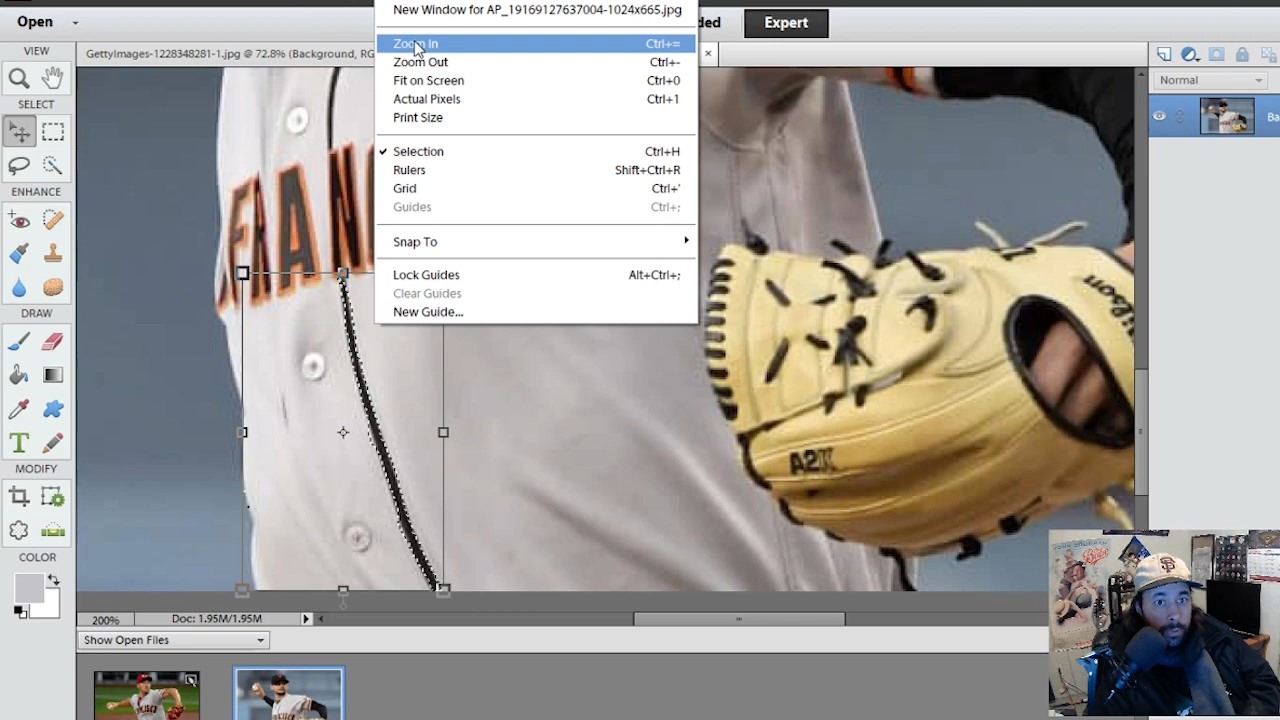 New Window for AP_19169127637004-1024x665.jpg
Open
ded
Expert
VIEW
GettyImages-1228348281-1.jpg @ 72.8% (Background, RG
Zoom In Ctrl+=
Zoom Out Ctrl+-
Fit on Screen Ctrl+0
Actual Pixels Ctrl+1
Print Size
Selection Ctrl+H
Rulers Shift+Ctrl+R
Grid Ctrl+'
Guides Ctrl+;
Snap To
Lock Guides Alt+Ctrl+;
Clear Guides
New Guide...
Normal
Ba
SELECT
ENHANCE
DRAW
MODIFY
COLOR
FRAN
Wilson
A2K
200%
Doc: 1.95M/1.95M
Show Open Files